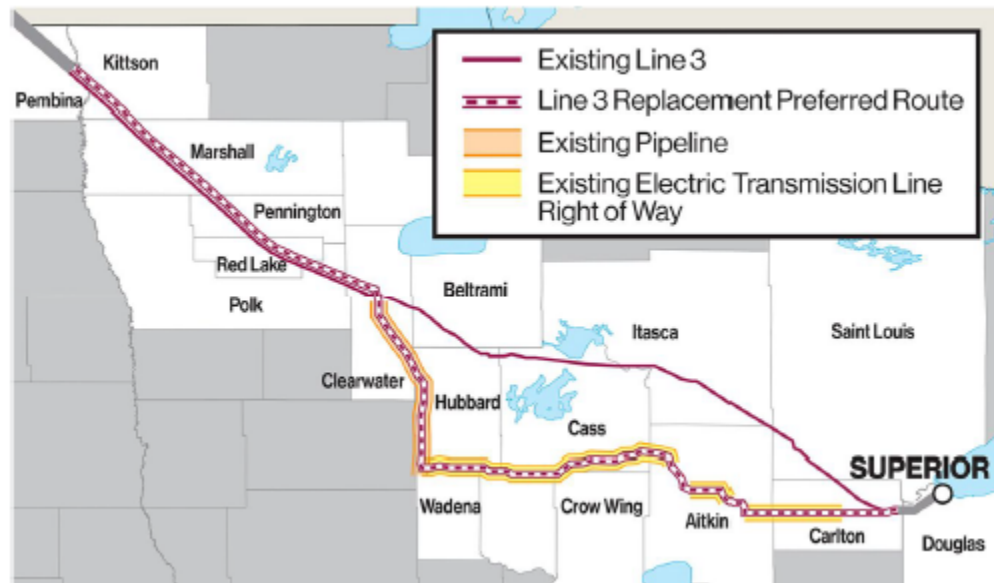 Kittson
Pembina
Marshall
Pennington
Red Lake
Polk
Clearwater
Beltrami
Hubbard
Itasca
Cass
Saint Louis
Wadena
Crow Wing
Aitkin
Carlton
SUPERIOR
Douglas
Existing Line 3
Line 3 Replacement Preferred Route
Existing Pipeline
Existing Electric Transmission Line
Right of Way